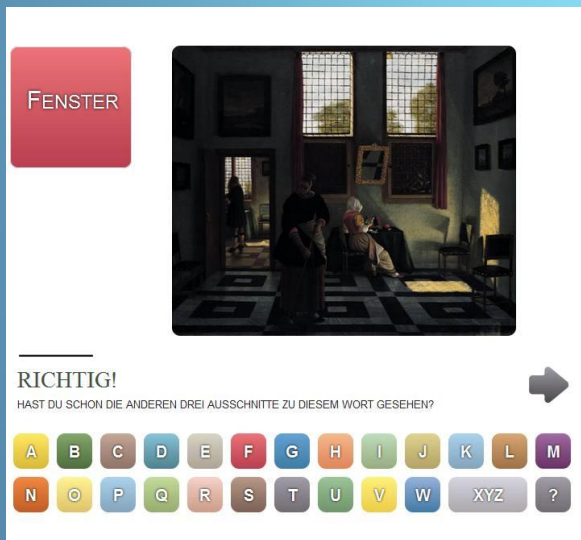 FENSTER
RICHTIG!
HAST DU SCHON DIE ANDEREN DREI AUSSCHNITTE ZU DIESEM WORT GESEHEN?
A B C D E F G H I J K L M
N O P Q R S T U V W XYZ ?